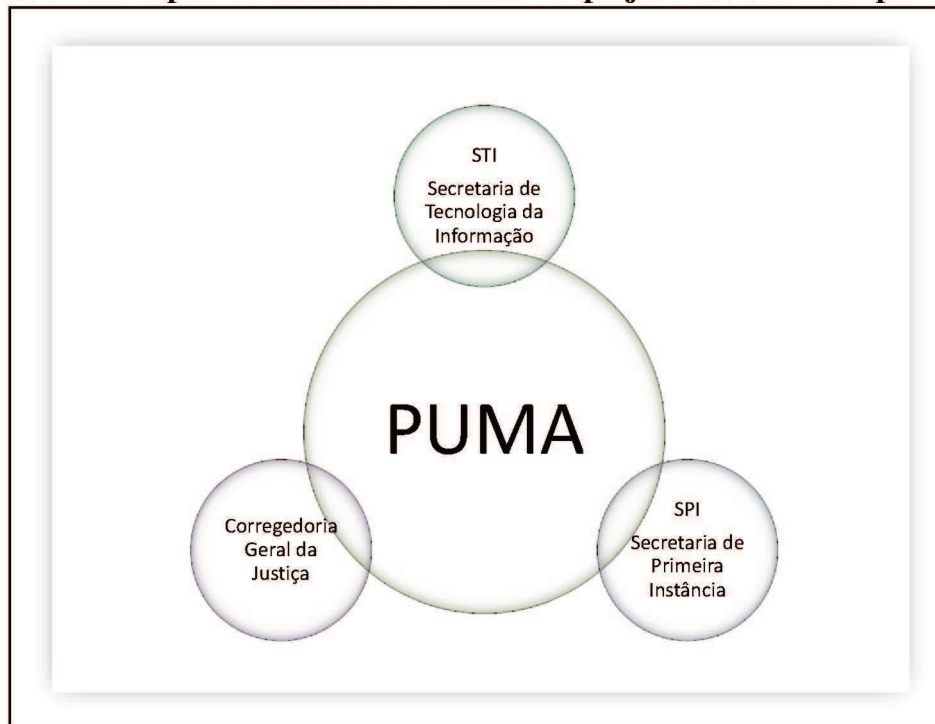 STI
Secretaria de
Tecnologia da
Informação
PUMA
Corregedoria
Geral da
Justiça
SPI
Secretaria de
Primeira
Instância